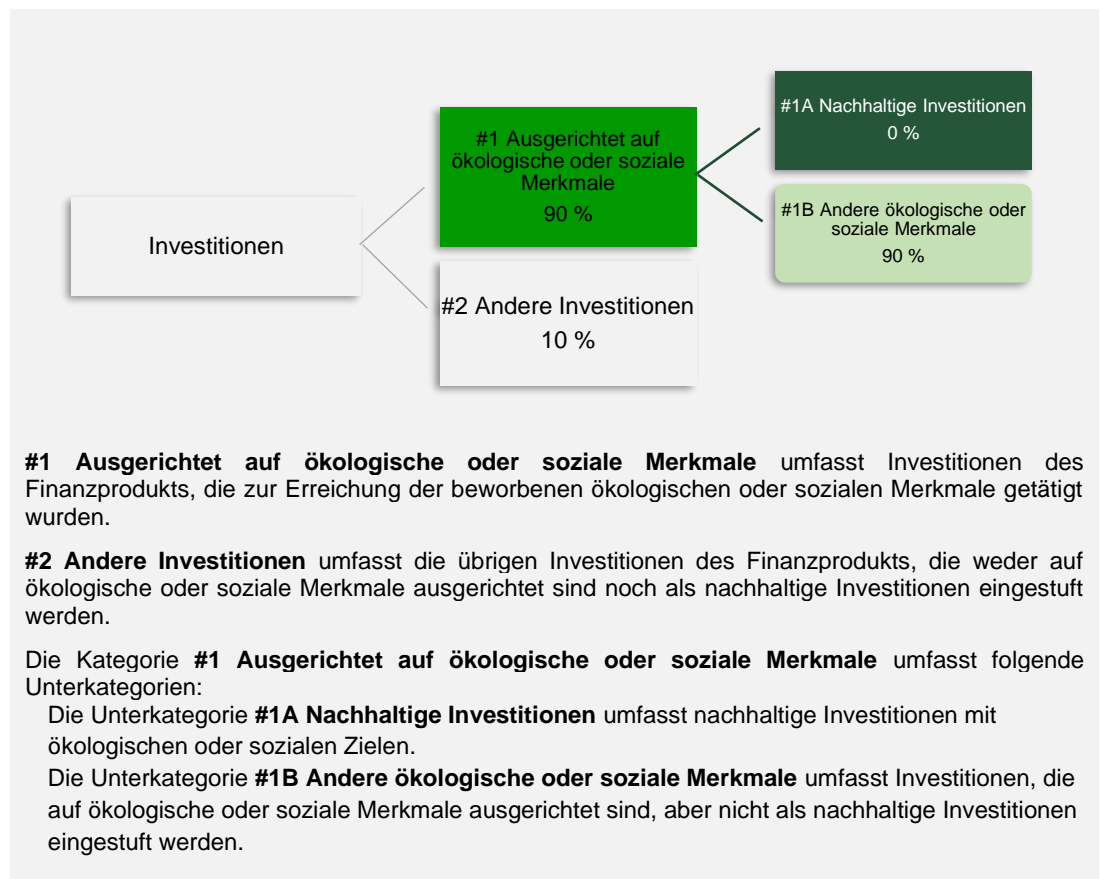 #1A Nachhaltige Investitionen
0 %
#1 Ausgerichtet auf
ökologische oder soziale
Merkmale
90 %
#1B Andere ökologische oder
soziale Merkmale
90 %
Investitionen
#2 Andere Investitionen
10 %
#1 Ausgerichtet auf ökologische oder soziale Merkmale umfasst Investitionen des
Finanzprodukts, die zur Erreichung der beworbenen ökologischen oder sozialen Merkmale getätigt
wurden.
#2 Andere Investitionen umfasst die übrigen Investitionen des Finanzprodukts, die weder auf
ökologische oder soziale Merkmale ausgerichtet sind noch als nachhaltige Investitionen eingestuft
werden.
Die Kategorie #1 Ausgerichtet auf ökologische oder soziale Merkmale umfasst folgende
Unterkategorien:
Die Unterkategorie #1A Nachhaltige Investitionen umfasst nachhaltige Investitionen mit
ökologischen oder sozialen Zielen.
Die Unterkategorie #1B Andere ökologische oder soziale Merkmale umfasst Investitionen, die
auf ökologische oder soziale Merkmale ausgerichtet sind, aber nicht als nachhaltige Investitionen
eingestuft werden.